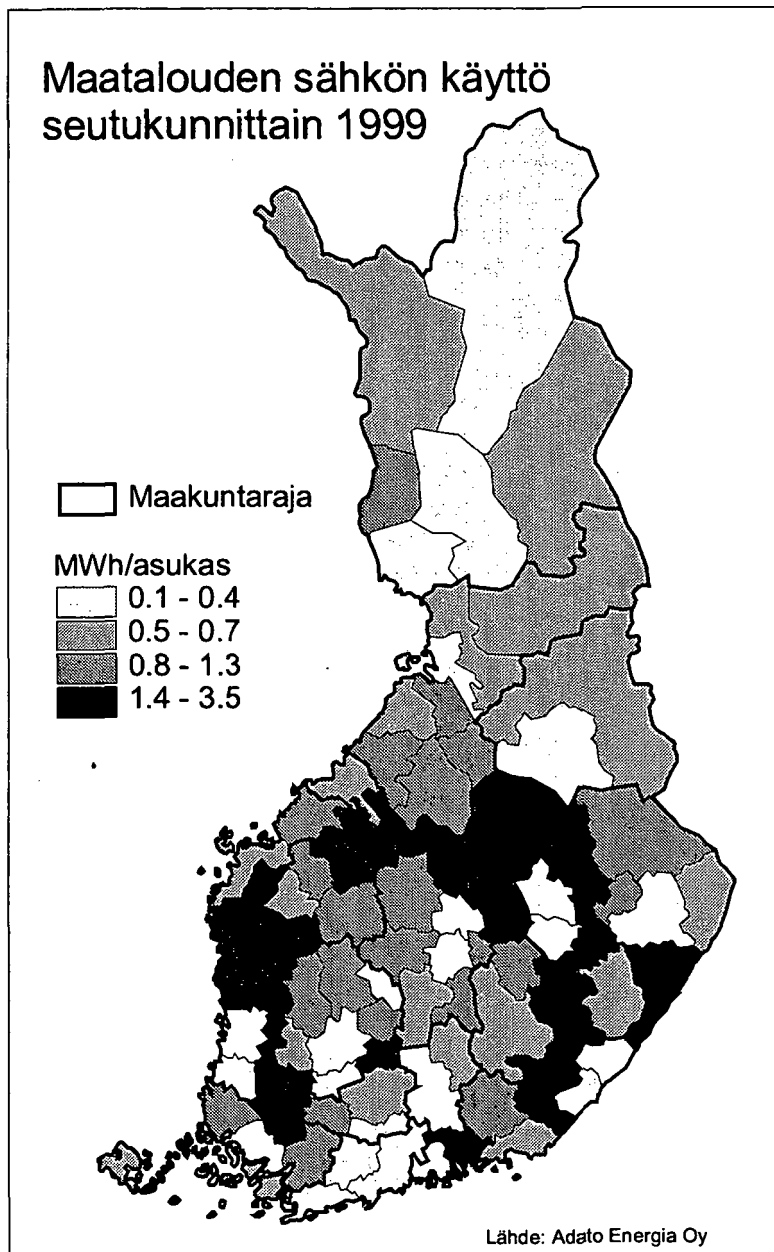 Maatalouden sähkön käyttö
seutukunnittain 1999
Maakuntaraja
MWh/asukas
0.1 - 0.4
0.5 - 0.7
0.8 - 1.3
1.4 - 3.5
Lähde: Adato Energia Oy